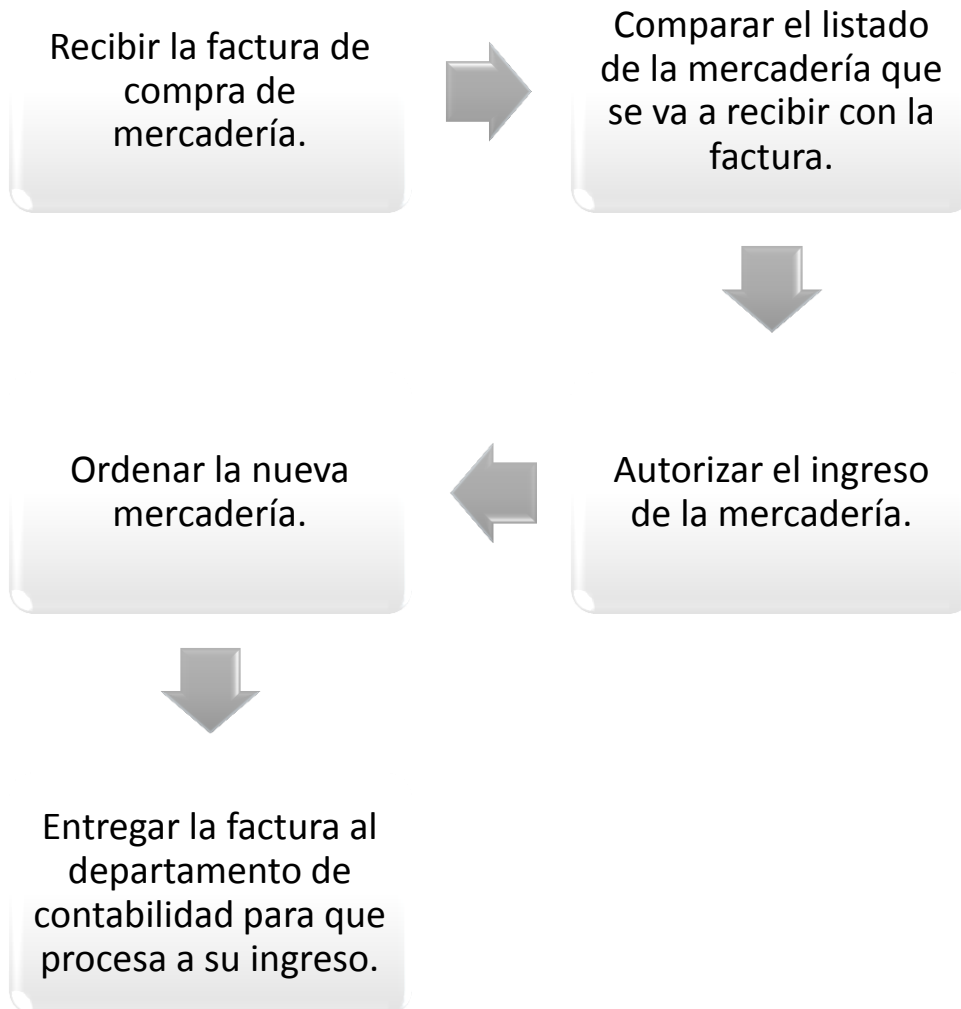 Recibir la factura de
compra de
mercadería.
Comparar el listado
de la mercadería que
se va a recibir con la
factura.
Autorizar el ingreso
de la mercadería.
Ordenar la nueva
mercadería.
Entregar la factura al
departamento de
contabilidad para que
procesa a su ingreso.